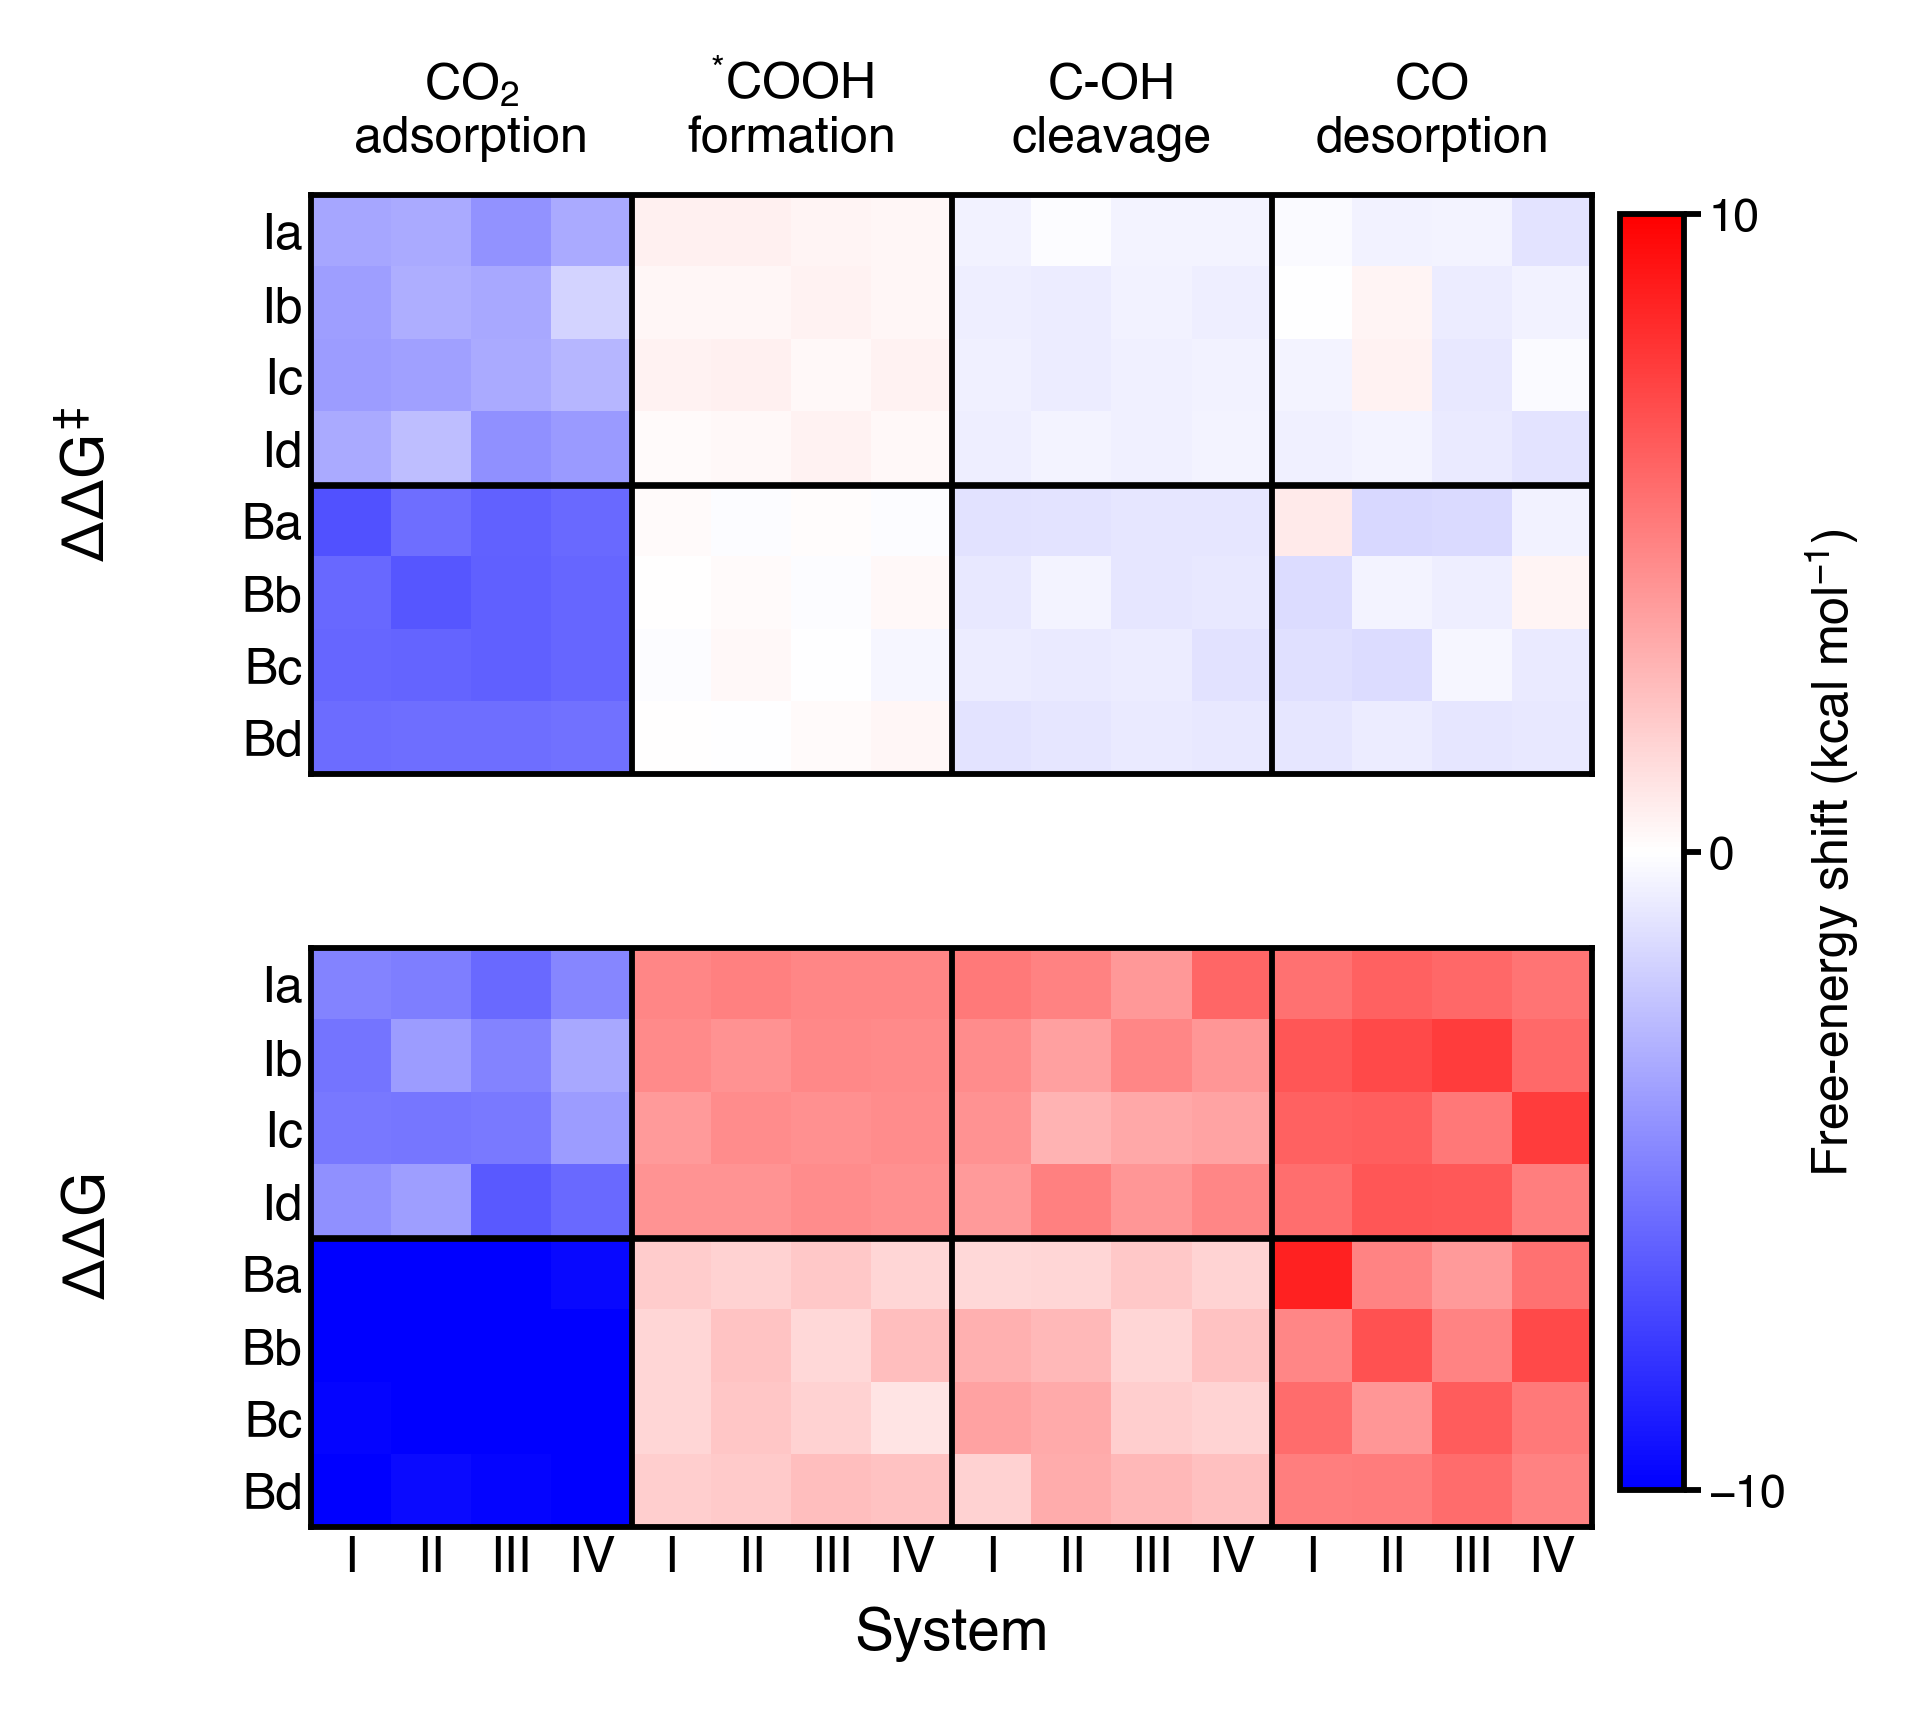 CO₂ adsorption
*COOH formation
C-OH cleavage
CO desorption
ΔΔG‡
Ia
Ib
Ic
Id
Ba
Bb
Bc
Bd
ΔΔG
Ia
Ib
Ic
Id
Ba
Bb
Bc
Bd
I II III IV I II III IV I II III IV I II III IV
System
10
0
−10
Free-energy shift (kcal mol⁻¹)